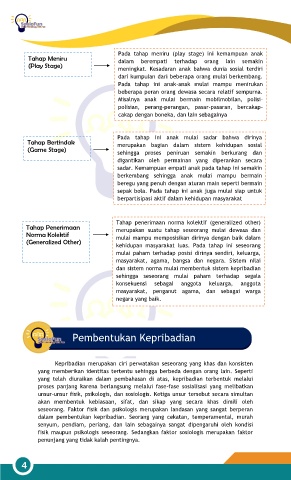 Tahap Meniru
(Play Stage)
Pada tahap meniru (play stage) ini kemampuan anak
dalam berempati terhadap orang lain semakin
meningkat. Kesadaran anak bahwa dunia sosial terdiri
dari kumpulan dari beberapa orang mulai berkembang.
Pada tahap ini anak-anak mulai mampu menirukan
beberapa peran orang dewasa secara relatif sempurna.
Misalnya anak mulai bermain mobilmobilan, polisi-
polisian, perang-perangan, pasar-pasaran, bercakap-
cakap dengan boneka, dan lain sebagainya
Tahap Bertindak
(Game Stage)
Pada tahap ini anak mulai sadar bahwa dirinya
merupakan bagian dalam sistem kehidupan sosial
sehingga proses peniruan semakin berkurang dan
digantikan oleh permainan yang diperankan secara
sadar. Kemampuan empati anak pada tahap ini semakin
berkembang sehingga anak mulai mampu bermain
beregu yang penuh dengan aturan main seperti bermain
sepak bola. Pada tahap ini anak juga mulai siap untuk
berpartisipasi aktif dalam kehidupan masyarakat
Tahap Penerimaan
Norma Kolektif
(Generalized Other)
Tahap penerimaan norma kolektif (generalized other)
merupakan suatu tahap seseorang mulai dewasa dan
mulai mampu memposisikan dirinya dengan baik dalam
kehidupan masyarakat luas. Pada tahap ini seseorang
mulai paham terhadap posisi dirinya sendiri, keluarga,
masyarakat, agama, bangsa dan negara. Sistem nilai
dan sistem norma mulai membentuk sistem kepribadian
sehingga seseorang mulai paham terhadap segala
konsekuensi sebagai anggota keluarga, anggota
masyarakat, penganut agama, dan sebagai warga
negara yang baik.
Pembentukan Kepribadian
Kepribadian merupakan ciri perwatakan seseorang yang khas dan konsisten
yang memberikan identitas tertentu sehingga berbeda dengan orang lain. Seperti
yang telah diuraikan dalam pembahasan di atas, kepribadian terbentuk melalui
proses panjang karena berlangsung melalui fase-fase sosialisasi yang melibatkan
unsur-unsur fisik, psikologis, dan sosiologis. Ketiga unsur tersebut secara simultan
akan membentuk kebiasaan, sifat, dan sikap yang secara khas dimiliki oleh
seseorang. Faktor fisik dan psikologis merupakan landasan yang sangat berperan
dalam pembentukan kepribadian. Seorang yang cekatan, temperamental, murah
senyum, pendiam, periang, dan lain sebagainya sangat dipengaruhi oleh kondisi
fisik maupun psikologis seseorang. Sedangkan faktor sosiologis merupakan faktor
penunjang yang tidak kalah pentingnya.
4